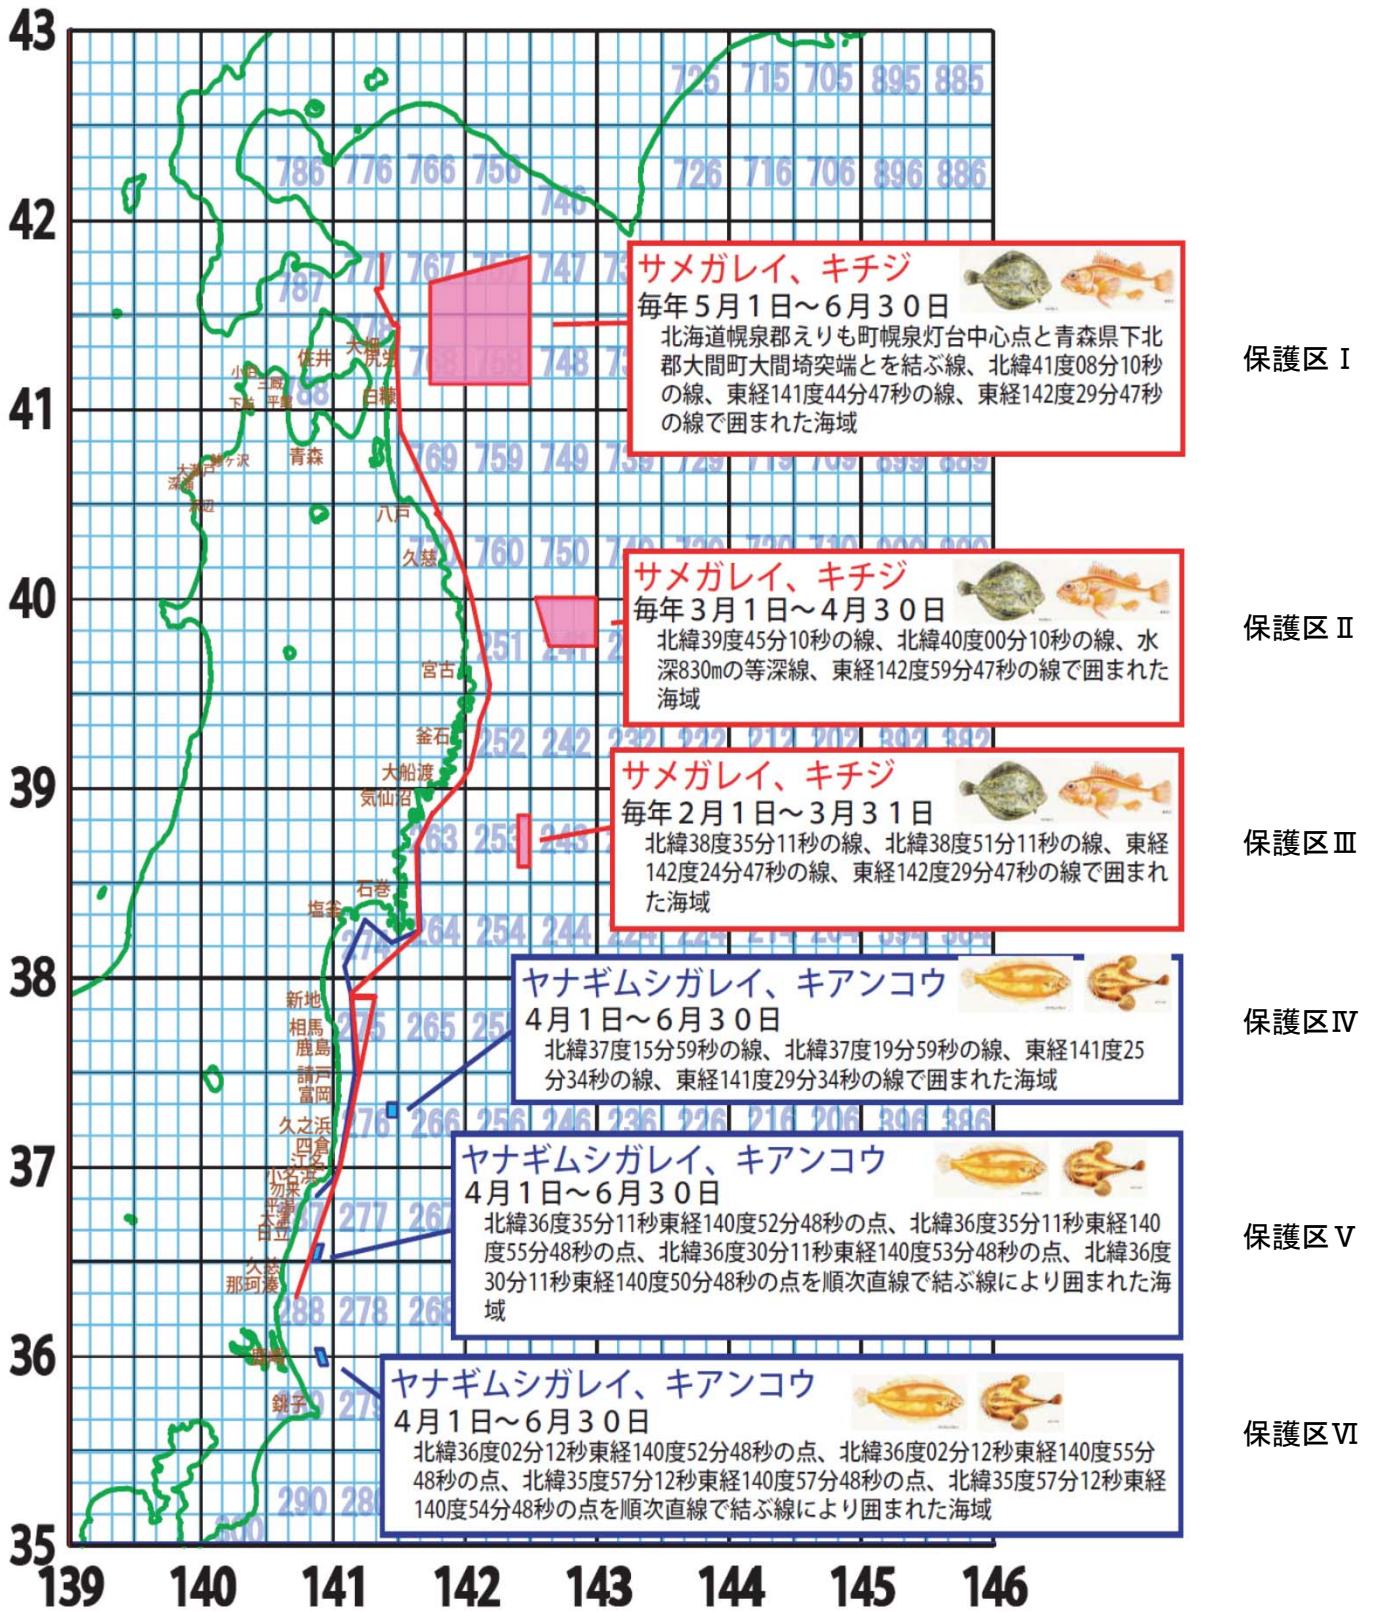 43
725 715 705 895 885
786 776 766 756
726 716 706 896 886
746
42
サメガレイ、キチジ
毎年５月１日～６月３０日
北海道幌泉郡えりも町幌泉灯台中心点と青森県下北
郡大間町大間埼突端とを結ぶ線、北緯41度08分10秒
の線、東経141度44分47秒の線、東経142度29分47秒
の線で囲まれた海域
保護区Ⅰ
767 747
787
大畑
佐井
尻労
748
三厩
下前
平舘
白糠
41
769 759 749
青森
鰺ヶ沢
八戸
760 750
久慈
サメガレイ、キチジ
毎年３月１日～４月３０日
北緯39度45分10秒の線、北緯40度00分10秒の線、水
深830mの等深線、東経142度59分47秒の線で囲まれた
海域
保護区Ⅱ
40
251 241
宮古
釜石
252 242 232 222 212 202 392 382
大船渡
39
気仙沼
サメガレイ、キチジ
毎年２月１日～３月３１日
北緯38度35分11秒の線、北緯38度51分11秒の線、東経
142度24分47秒の線、東経142度29分47秒の線で囲まれ
た海域
保護区Ⅲ
263 253 243
石巻
塩釜
274 264 254 244
38
ヤナギムシガレイ、キアンコウ
４月１日～６月３０日
北緯37度15分59秒の線、北緯37度19分59秒の線、東経141度25
分34秒の線、東経141度29分34秒の線で囲まれた海域
保護区Ⅳ
新地
相馬
275 265
鹿島
請戸
富岡
276 266 256 246 236 226 216 206 396 386
久之浜
四倉
江名
37
小名浜
勿来
平潟
大津
日立
277
ヤナギムシガレイ、キアンコウ
４月１日～６月３０日
北緯36度35分11秒東経140度52分48秒の点、北緯36度35分11秒東経140
度55分48秒の点、北緯36度30分11秒東経140度53分48秒の点、北緯36度
30分11秒東経140度50分48秒の点を順次直線で結ぶ線により囲まれた海
域
保護区Ⅴ
久慈
那珂湊
288 278 268
36
ヤナギムシガレイ、キアンコウ
４月１日～６月３０日
北緯36度02分12秒東経140度52分48秒の点、北緯36度02分12秒東経140度55分
48秒の点、北緯35度57分12秒東経140度57分48秒の点、北緯35度57分12秒東経
140度54分48秒の点を順次直線で結ぶ線により囲まれた海域
保護区Ⅵ
銚子
290
35
139 140 141 142 143 144 145 146